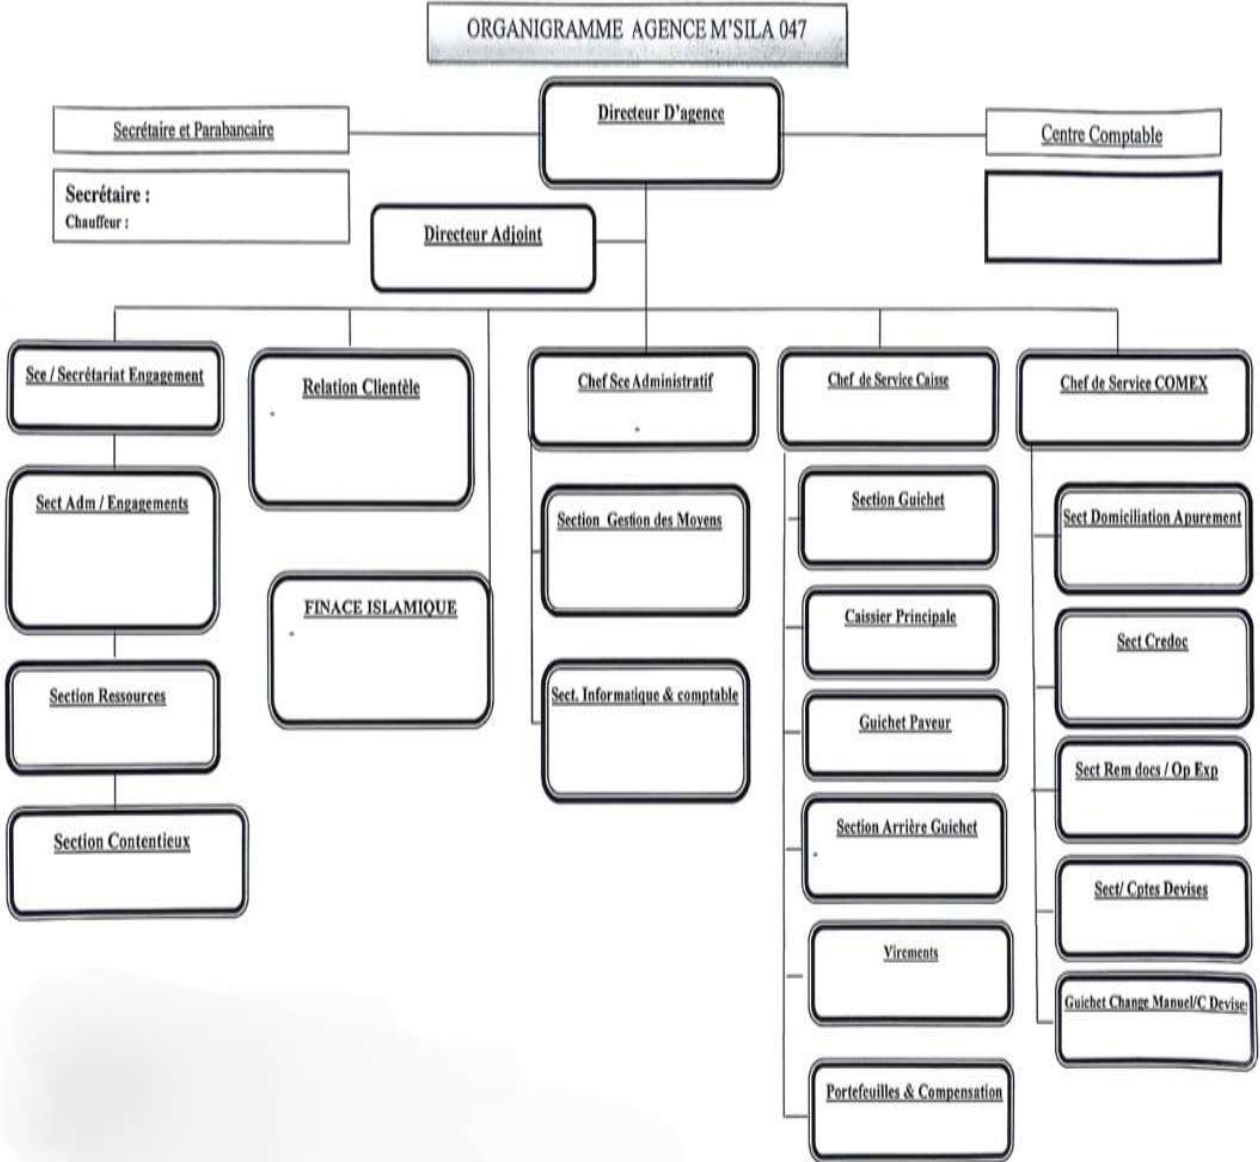 ORGANIGRAMME AGENCE M'SILA 047
Directeur D'agence
Secrétaire et Parabancaire
Centre Comptable
Secrétaire :
Chauffeur :
Directeur Adjoint
Sce / Secrétariat Engagement
Sect Adm / Engagements
Section Ressources
Section Contentieux
Relation Clientèle
FINACE ISLAMIQUE
Chef Sce Administratif
Section Gestion des Moyens
Sect. Informatique & comptable
Chef de Service Caisse
Section Guichet
Caissier Principale
Guichet Payeur
Section Arrière Guichet
Virements
Portefeuilles & Compensation
Chef de Service COMEX
Sect Domiciliation Apurement
Sect Credoc
Sect Rem docs / Op Exp
Sect/ Cptes Devises
Guichet Change Manuel/C Devise